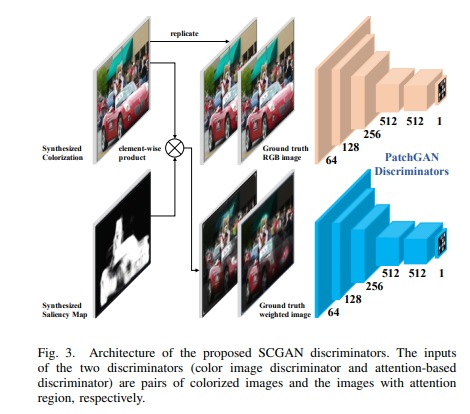 replicate
Synthesized
Colorization
element-wise
product
Ground truth
RGB image
64
128
256
512
512
1
PatchGAN
Discriminators
Synthesized
Saliency Map
Ground truth
weighted image
64
128
256
512
512
1
Fig. 3. Architecture of the proposed SCGAN discriminators. The inputs
of the two discriminators (color image discriminator and attention-based
discriminator) are pairs of colorized images and the images with attention
region, respectively.